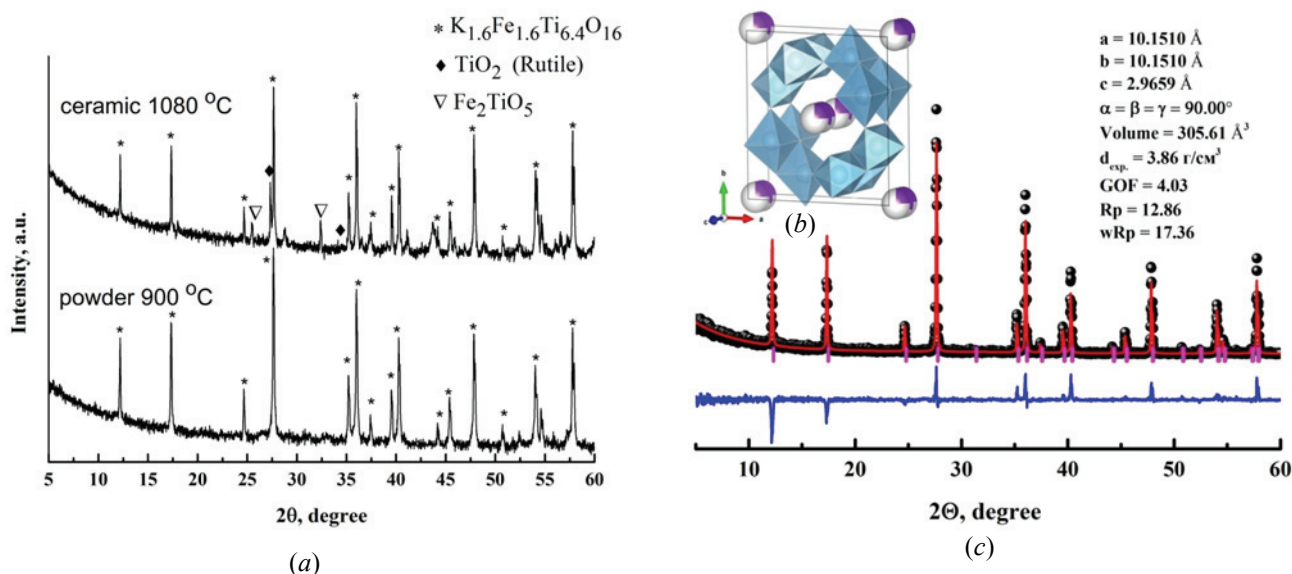 * K1.6Fe1.6Ti6.4O16
♦ TiO2 (Rutile)
▽ Fe2TiO5
ceramic 1080 °C
powder 900 °C
Intensity, a.u.
5 10 15 20 25 30 35 40 45 50 55 60
2θ, degree
(a)
(b)
b
c
a
a = 10.1510 Å
b = 10.1510 Å
c = 2.9659 Å
α = β = γ = 90.00°
Volume = 305.61 Å³
dexp. = 3.86 г/см³
GOF = 4.03
Rp = 12.86
wRp = 17.36
10 20 30 40 50 60
2Θ, degree
(c)